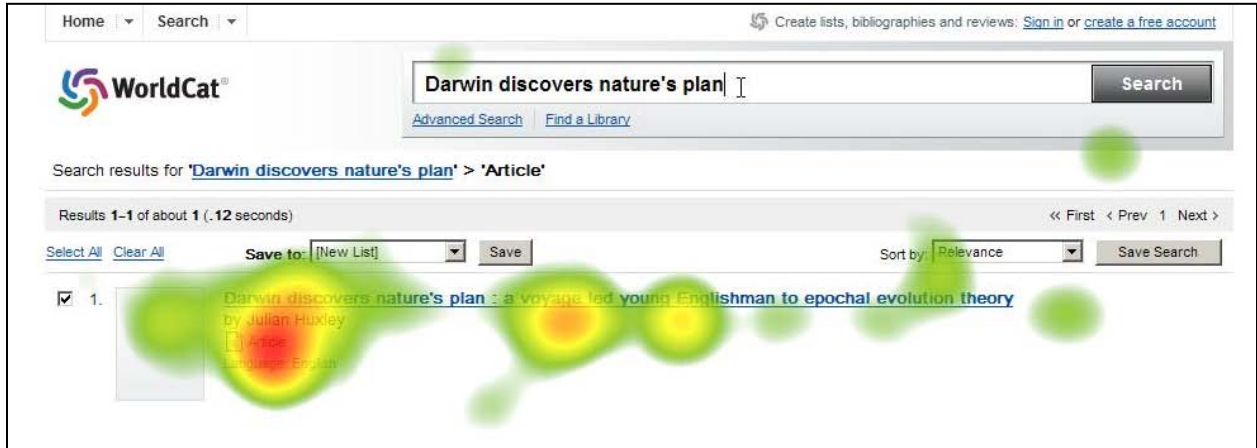 Home Search Create lists, bibliographies and reviews: Sign in or create a free account
WorldCat®
Darwin discovers nature's plan Search
Advanced Search Find a Library
Search results for 'Darwin discovers nature's plan' > 'Article'
Results 1-1 of about 1 (.12 seconds) << First < Prev 1 Next >
Select All Clear All Save to: [New List] Save Sort by: Relevance Save Search
1. Darwin discovers nature's plan : a voyage led young Englishman to epochal evolution theory
by Julian Huxley
Article
Language: English